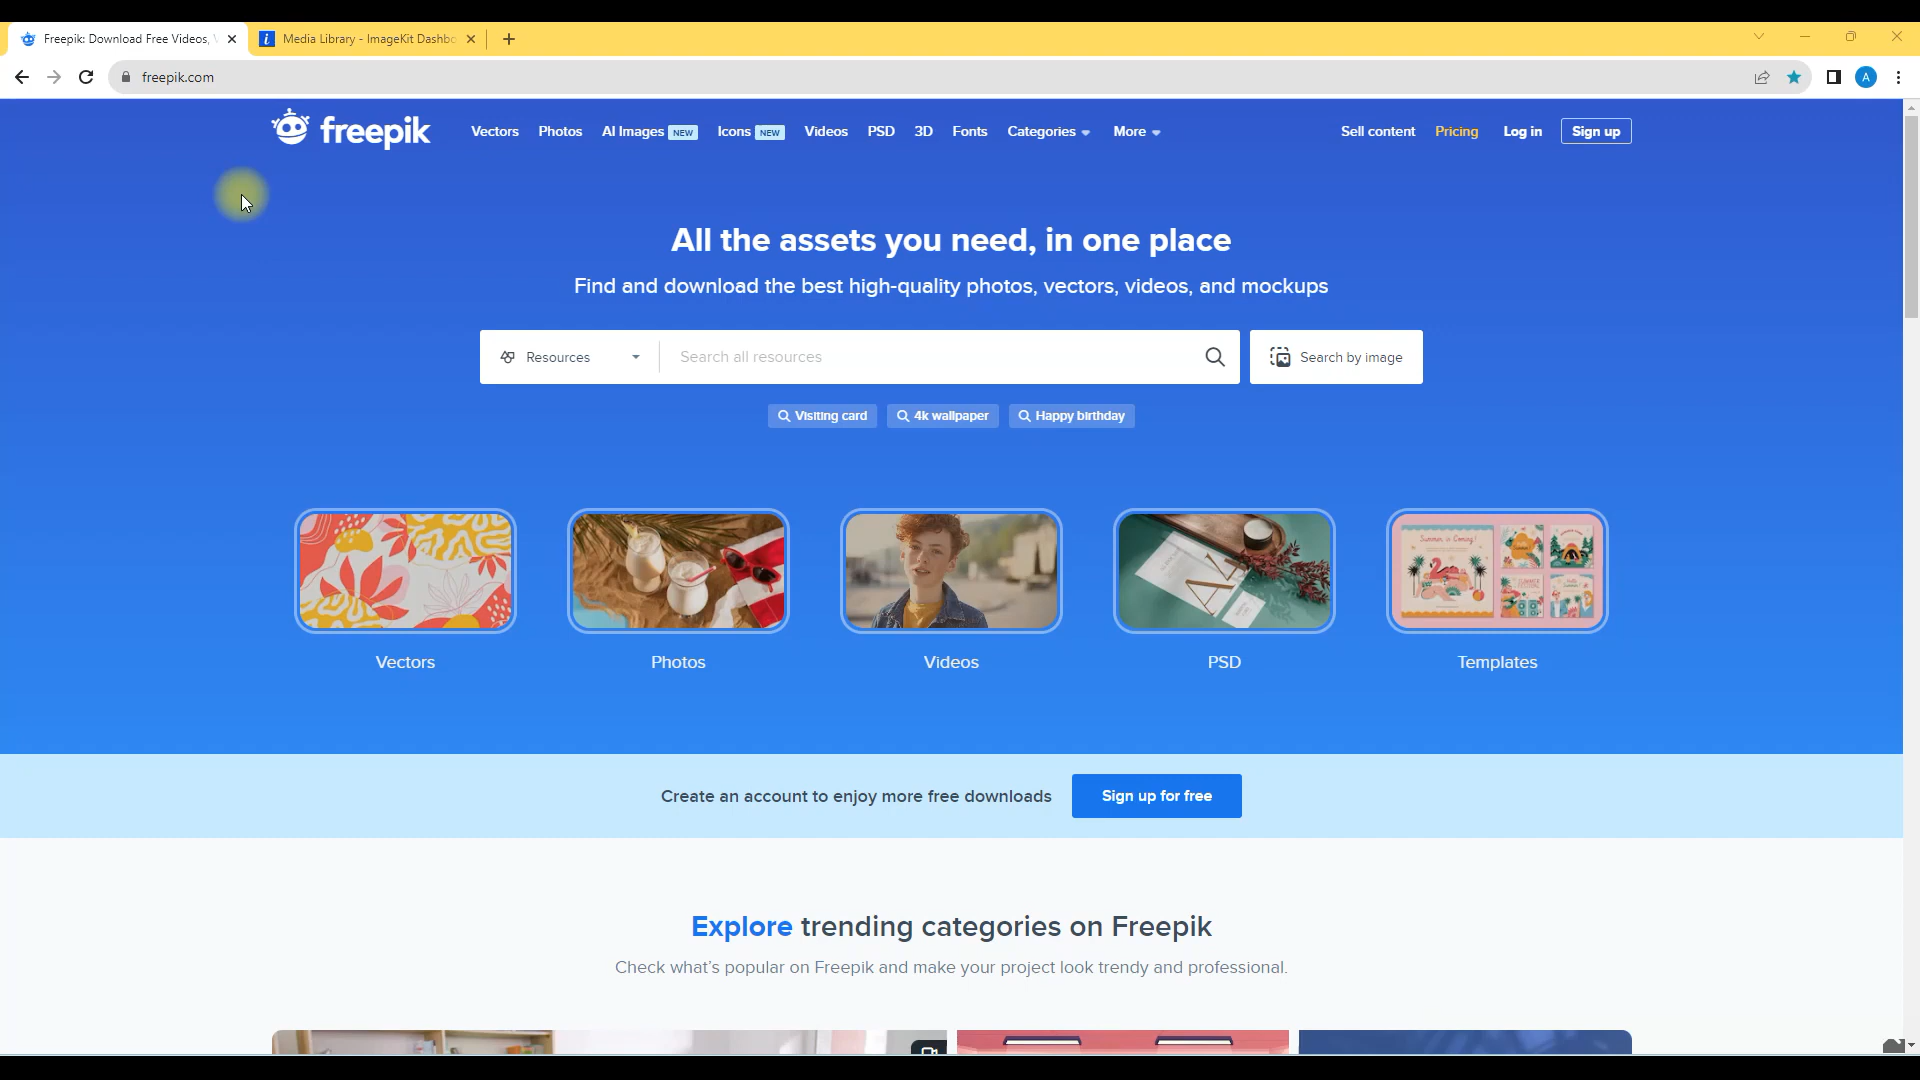 Freepik: Download Free Videos,
Media Library - ImageKit Dashbo
freepik.com
A
freepik
Vectors
Photos
AI Images NEW
Icons NEW
Videos
PSD
3D
Fonts
Categories
More
Sell content
Pricing
Log in
Sign up
All the assets you need, in one place
Find and download the best high-quality photos, vectors, videos, and mockups
Resources
Search all resources
Search by image
Visiting card
4k wallpaper
Happy birthday
Summer is Coming!
Vectors
Photos
Videos
PSD
Templates
Create an account to enjoy more free downloads
Sign up for free
Explore trending categories on Freepik
Check what's popular on Freepik and make your project look trendy and professional.